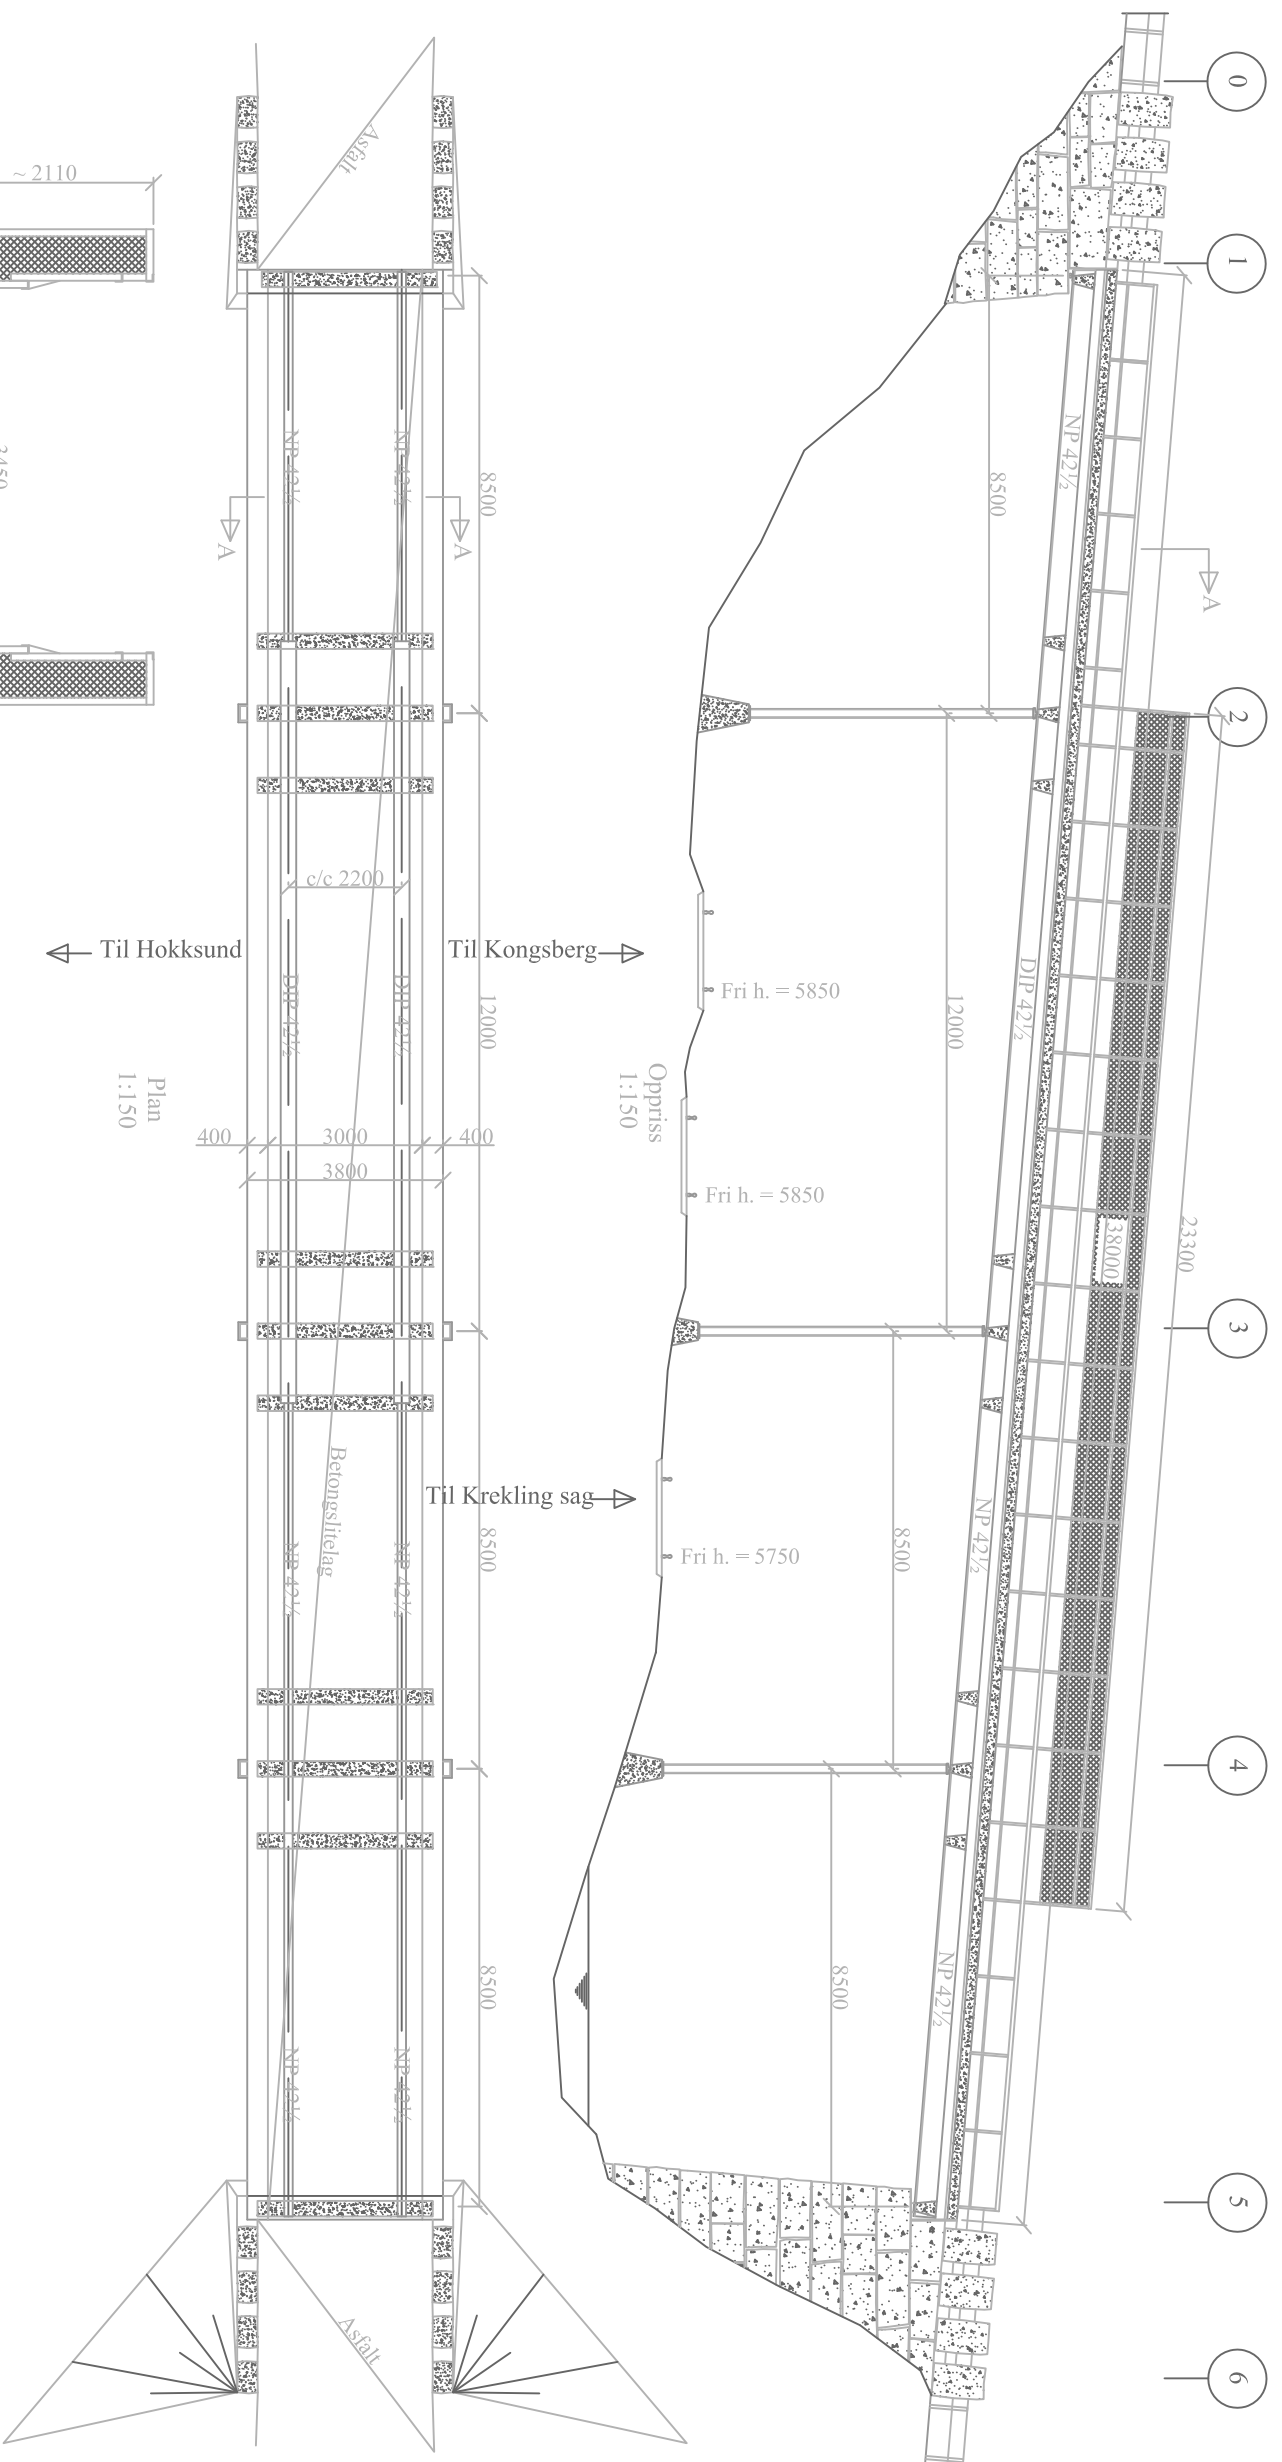 0
1
2
3
4
5
6
~ 2110
Asfalt
NP 42½
NP 42½
8500
A
A
c/c 2200
Til Hokksund
Til Kongsberg
DIP 42½
DIP 42½
12000
Plan
1:150
400
3000
400
3800
Betongslitelag
Til Krekling sag
NP 42½
NP 42½
8500
8500
NP 42½
NP 42½
Asfalt
NP 42½
8500
A
Fri h. = 5850
DIP 42½
12000
Oppriss
1:150
Fri h. = 5850
38000
23300
NP 42½
Fri h. = 5750
8500
NP 42½
8500